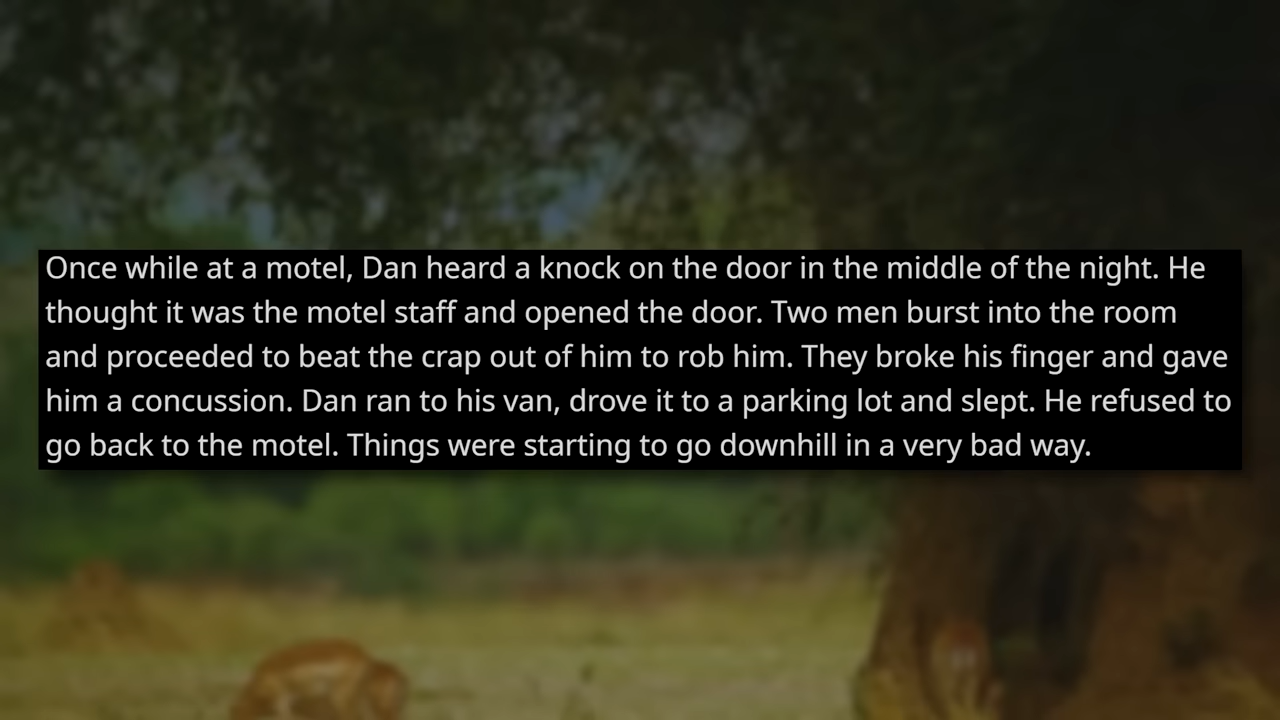 Once while at a motel, Dan heard a knock on the door in the middle of the night. He
thought it was the motel staff and opened the door. Two men burst into the room
and proceeded to beat the crap out of him to rob him. They broke his finger and gave
him a concussion. Dan ran to his van, drove it to a parking lot and slept. He refused to
go back to the motel. Things were starting to go downhill in a very bad way.